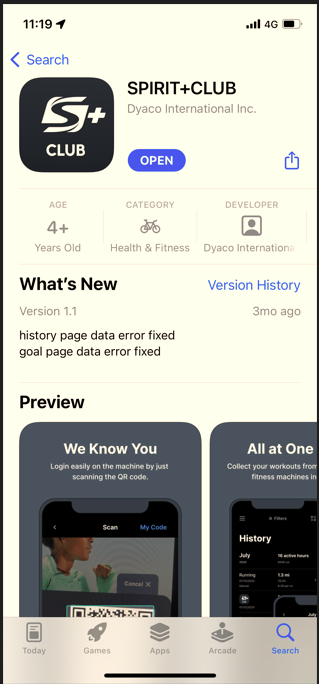 11:19
4G
Search
S+
CLUB
SPIRIT+CLUB
Dyaco International Inc.
OPEN
AGE
CATEGORY
DEVELOPER
4+
Years Old
Health & Fitness
Dyaco Internationa
What's New
Version History
Version 1.1
3mo ago
history page data error fixed
goal page data error fixed
Preview
We Know You
Login easily on the machine by just
scanning the QR code.
Scan
My Code
Cancel X
All at One
Collect your workouts from
fitness machines in
Filters
History
July
16 active hours
Running
1.3 mi
Today
Games
Apps
Arcade
Search